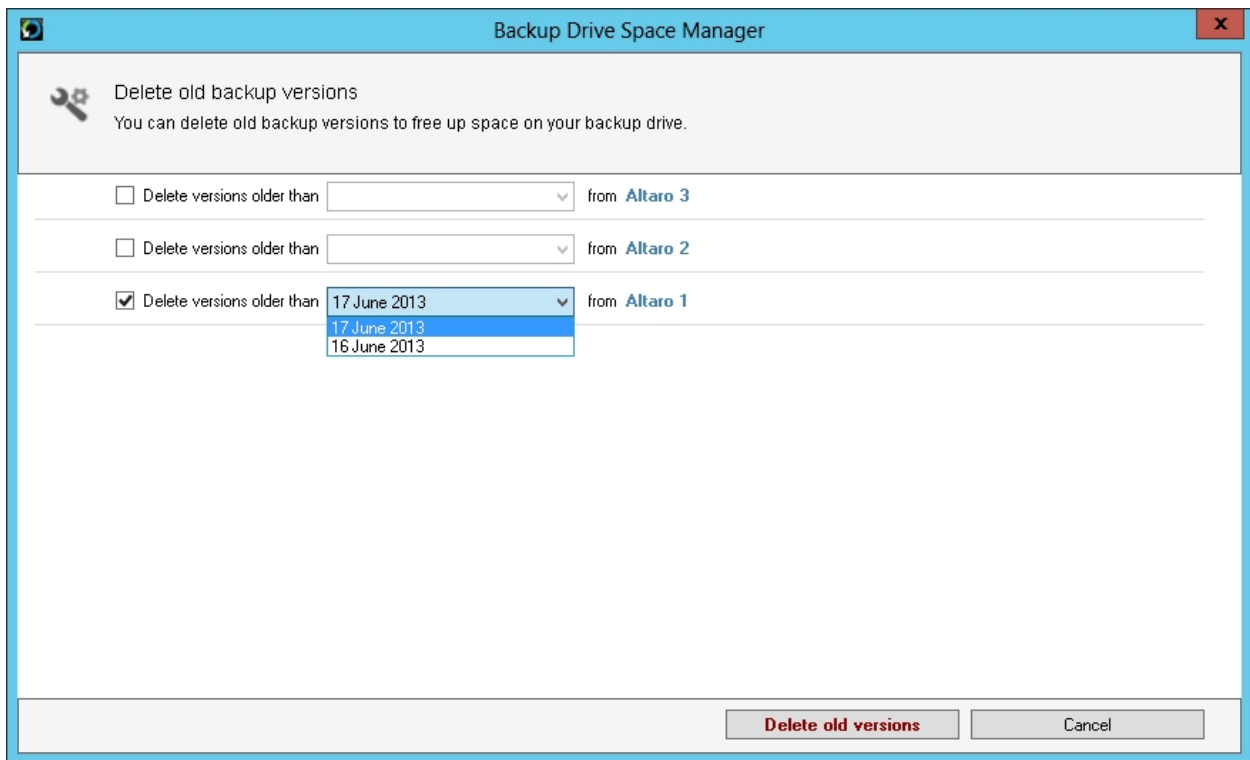 Backup Drive Space Manager
x
Delete old backup versions
You can delete old backup versions to free up space on your backup drive.
Delete versions older than from Altaro 3
Delete versions older than from Altaro 2
Delete versions older than 17 June 2013 from Altaro 1
17 June 2013
16 June 2013
Delete old versions Cancel